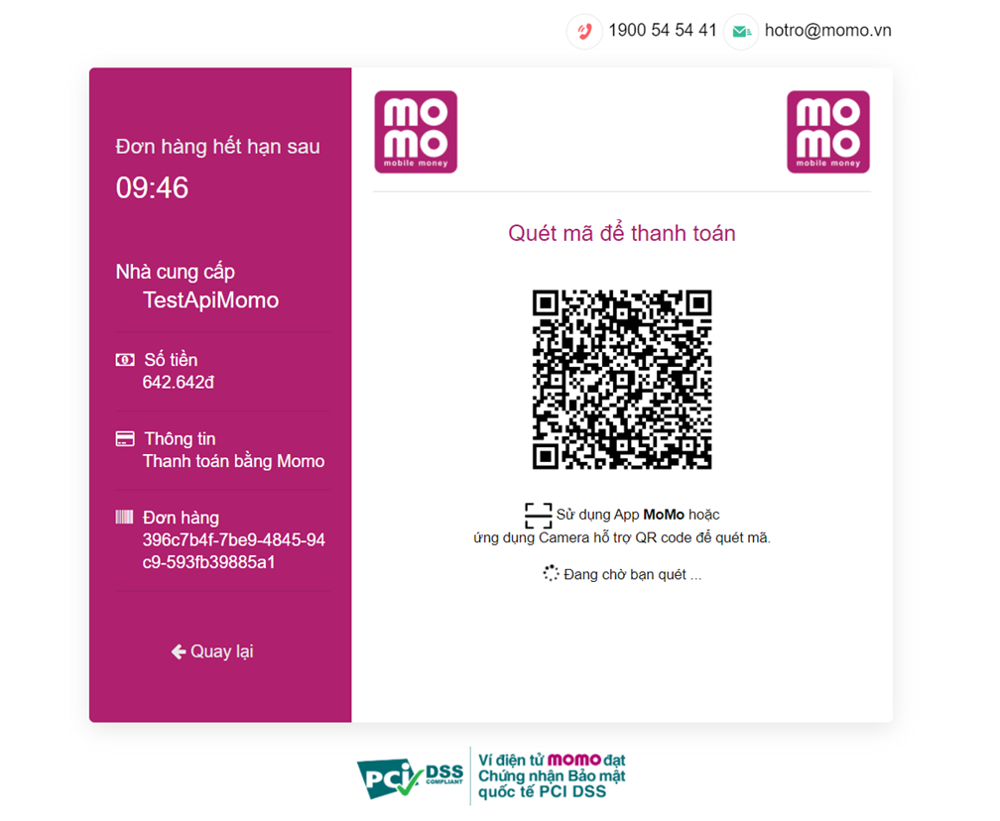 1900 54 54 41 hotro@momo.vn
Đơn hàng hết hạn sau
09:46
Nhà cung cấp
TestApiMomo
Số tiền
642.642đ
Thông tin
Thanh toán bằng Momo
Đơn hàng
396c7b4f-7be9-4845-94
c9-593fb39885a1
Quay lại
mo
mo
mobile money
mo
mo
mobile money
Quét mã để thanh toán
Sử dụng App MoMo hoặc
ứng dụng Camera hỗ trợ QR code để quét mã.
Đang chờ bạn quét ...
PCI DSS
COMPLIANT
Ví điện tử momo đạt
Chứng nhận Bảo mật
quốc tế PCI DSS